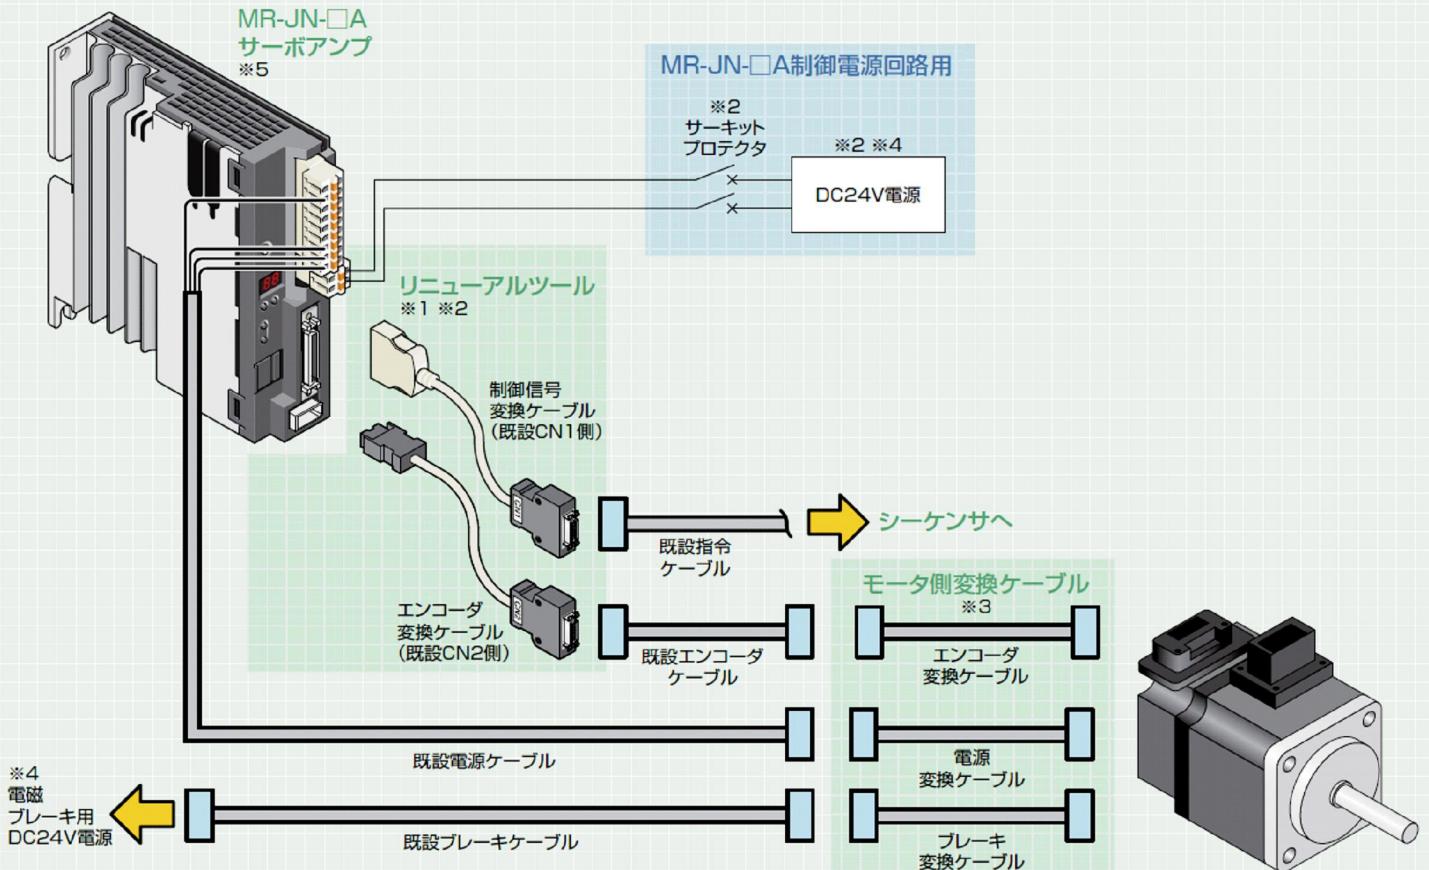 MR-JN-□A
サーボアンプ
※5
MR-JN-□A制御電源回路用
※2
サーキット
プロテクタ
※2 ※4
DC24V電源
リニューアルツール
※1 ※2
制御信号
変換ケーブル
（既設CN1側）
CN1
シーケンサへ
既設指令
ケーブル
モータ側変換ケーブル
※3
エンコーダ
変換ケーブル
（既設CN2側）
CN2
既設エンコーダ
ケーブル
エンコーダ
変換ケーブル
既設電源ケーブル
電源
変換ケーブル
※4
電磁
ブレーキ用
DC24V電源
既設ブレーキケーブル
ブレーキ
変換ケーブル
88